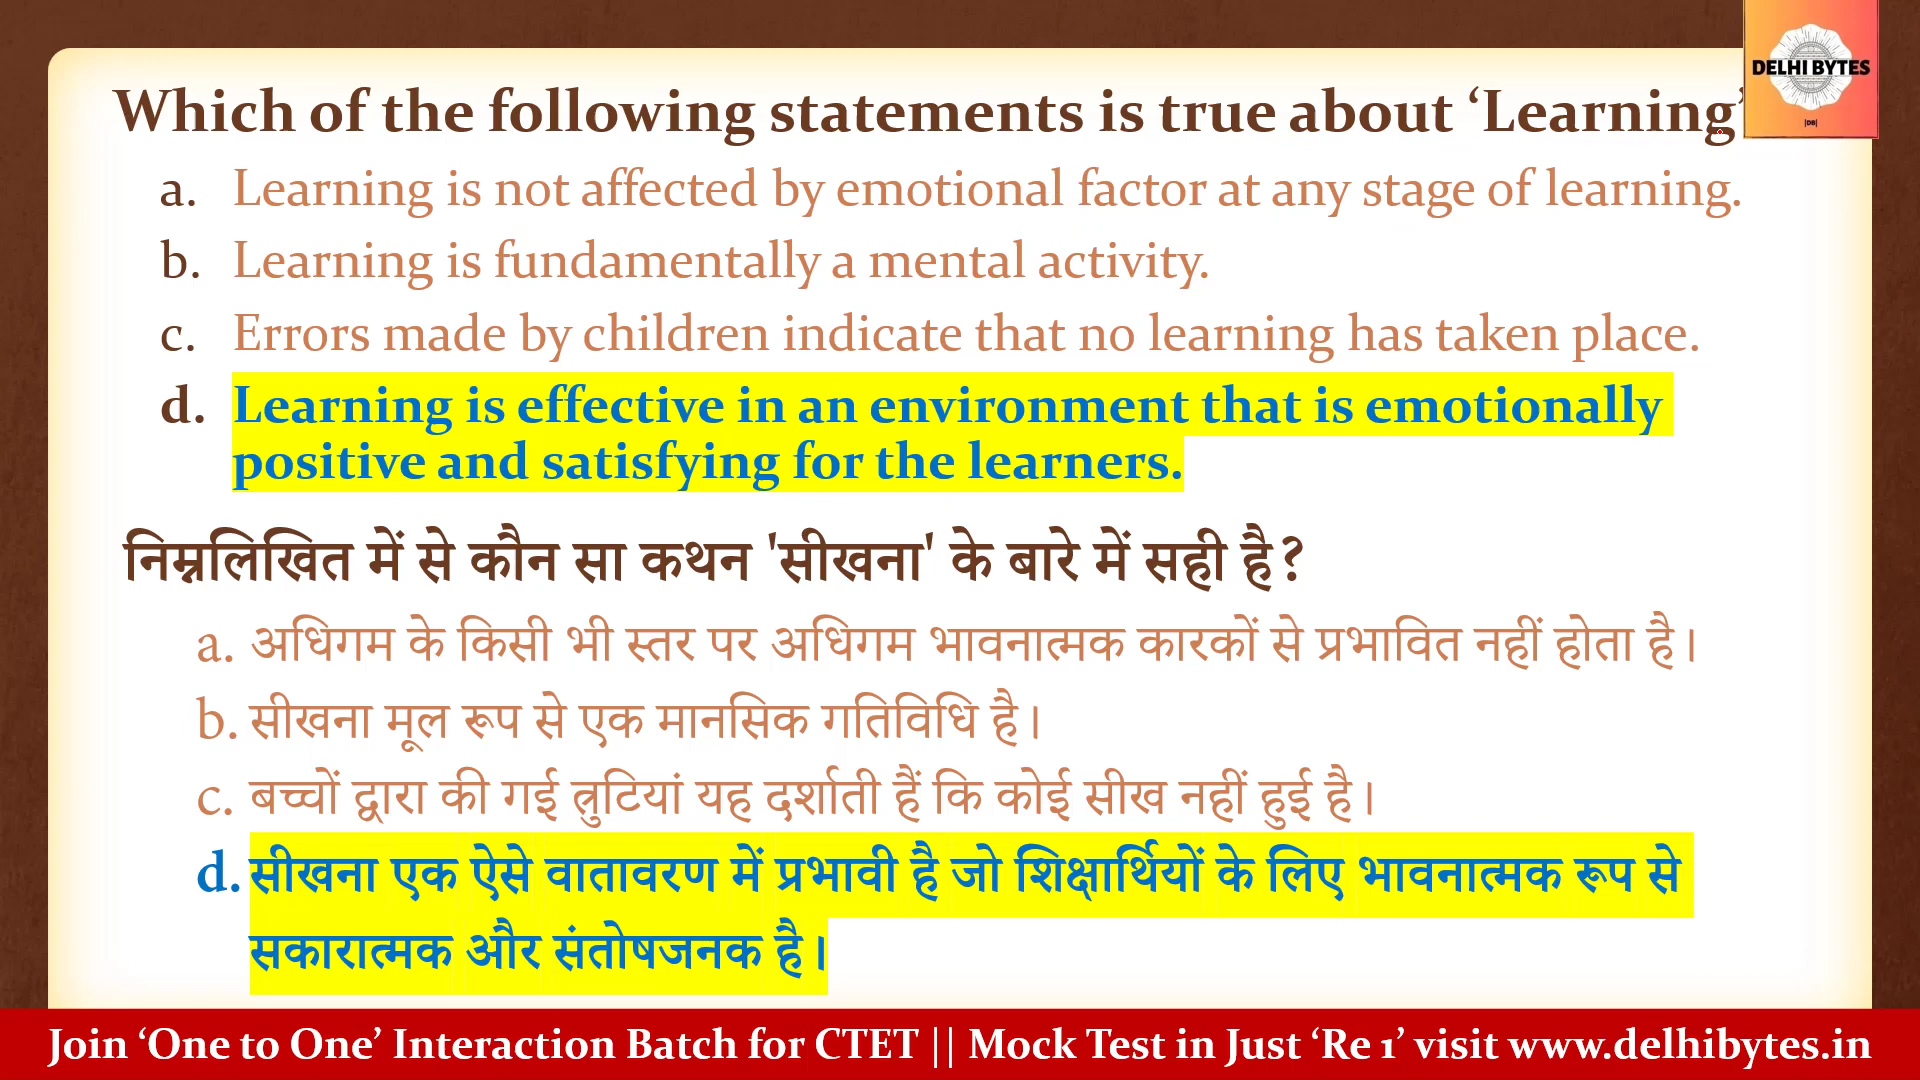 Which of the following statements is true about ‘Learning’
DELHI BYTES
|DB|
a. Learning is not affected by emotional factor at any stage of learning.
b. Learning is fundamentally a mental activity.
c. Errors made by children indicate that no learning has taken place.
d. Learning is effective in an environment that is emotionally
positive and satisfying for the learners.
निम्नलिखित में से कौन सा कथन 'सीखना' के बारे में सही है?
a. अधिगम के किसी भी स्तर पर अधिगम भावनात्मक कारकों से प्रभावित नहीं होता है।
b. सीखना मूल रूप से एक मानसिक गतिविधि है।
c. बच्चों द्वारा की गई त्रुटियां यह दर्शाती हैं कि कोई सीख नहीं हुई है।
d. सीखना एक ऐसे वातावरण में प्रभावी है जो शिक्षार्थियों के लिए भावनात्मक रूप से
सकारात्मक और संतोषजनक है।
Join ‘One to One’ Interaction Batch for CTET || Mock Test in Just ‘Re 1’ visit www.delhibytes.in